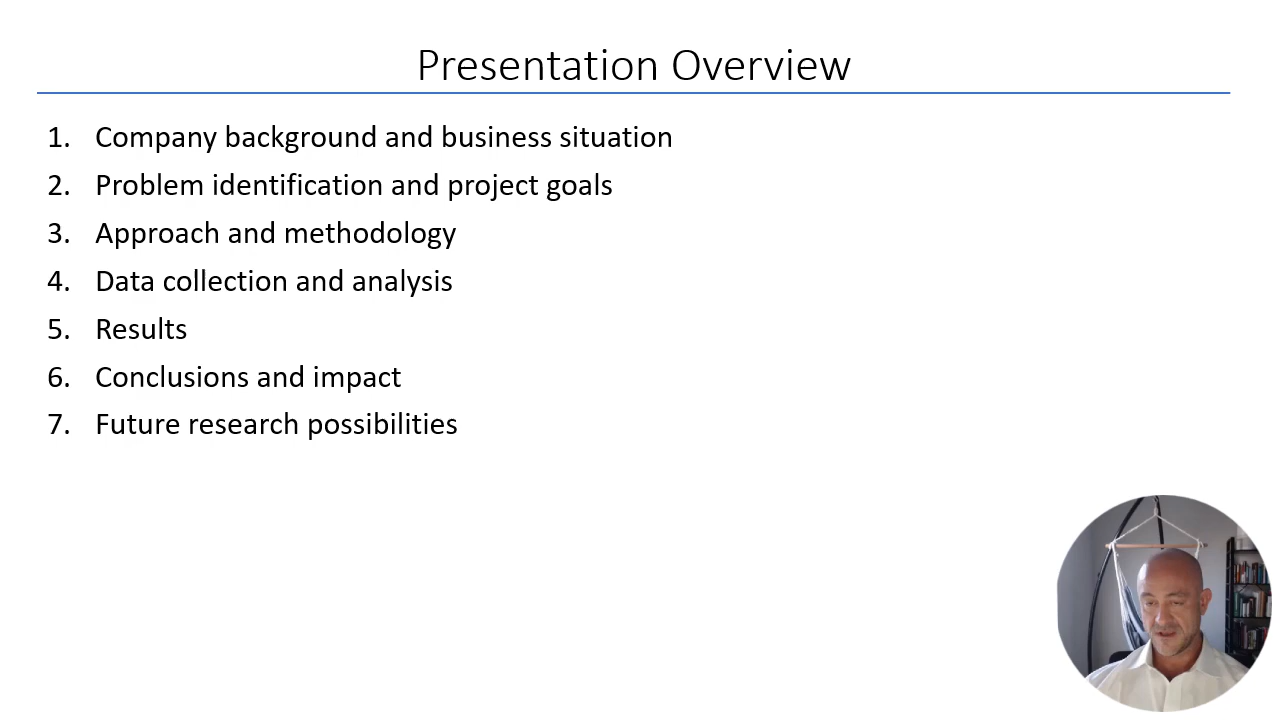 Presentation Overview
1. Company background and business situation
2. Problem identification and project goals
3. Approach and methodology
4. Data collection and analysis
5. Results
6. Conclusions and impact
7. Future research possibilities